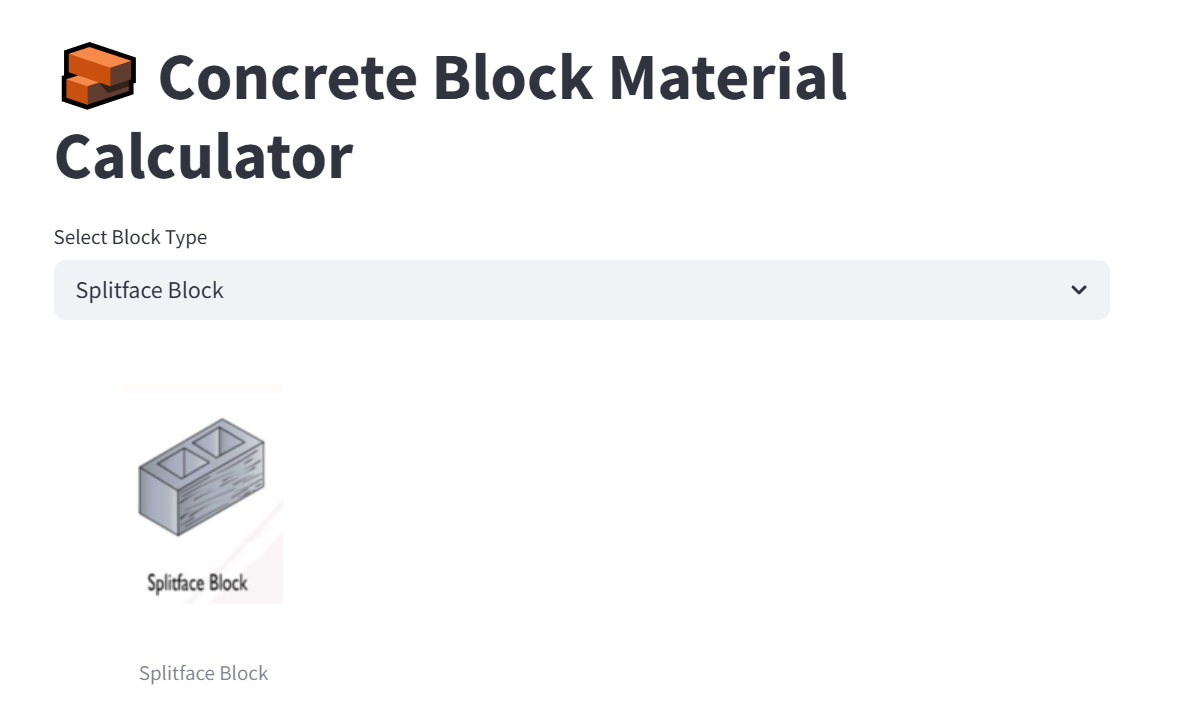 Concrete Block Material
Calculator
Select Block Type
Splitface Block
Splitface Block
Splitface Block